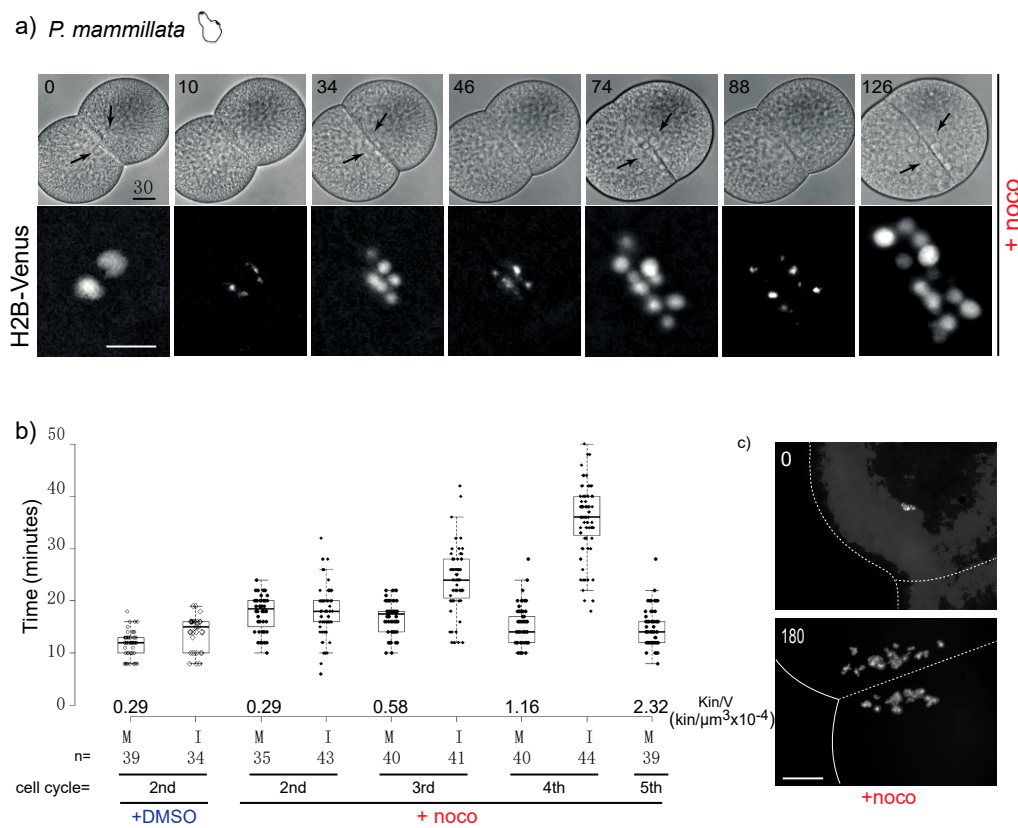 a) P. mammillata
0 10 34 46 74 88 126
30
+ noco
H2B-Venus
b)
Time (minutes)
50
40
30
20
10
0
0.29 0.29 0.58 1.16 2.32
Kin/V
(kin/μm³x10⁻⁴)
M I M I M I M I M
n= 39 34 35 43 40 41 40 44 39
cell cycle= 2nd 2nd 3rd 4th 5th
+DMSO + noco
c)
0
180
+noco